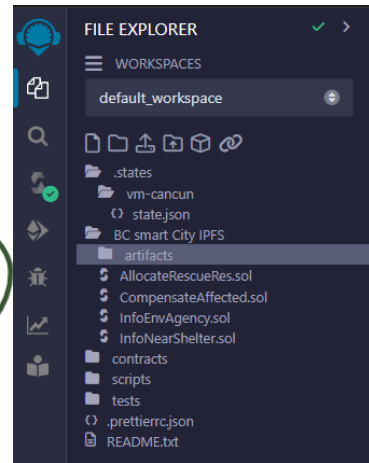 FILE EXPLORER
WORKSPACES
default_workspace
.states
vm-cancun
state.json
BC smart City IPFS
artifacts
AllocateRescueRes.sol
CompensateAffected.sol
InfoEnvAgency.sol
InfoNearShelter.sol
contracts
scripts
tests
.prettierrc.json
README.txt